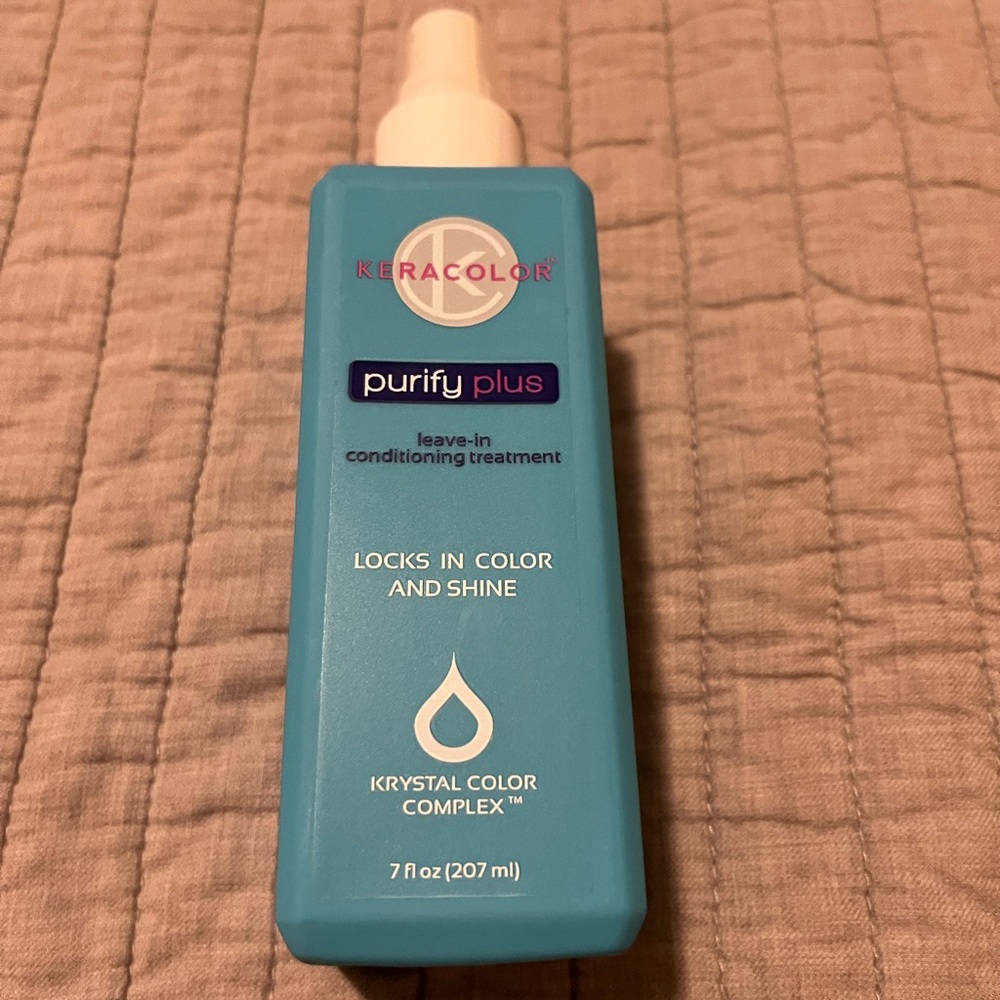 KERACOLOR™
purify plus
leave-in
conditioning treatment
LOCKS IN COLOR
AND SHINE
KRYSTAL COLOR
COMPLEX™
7 fl oz (207 ml)